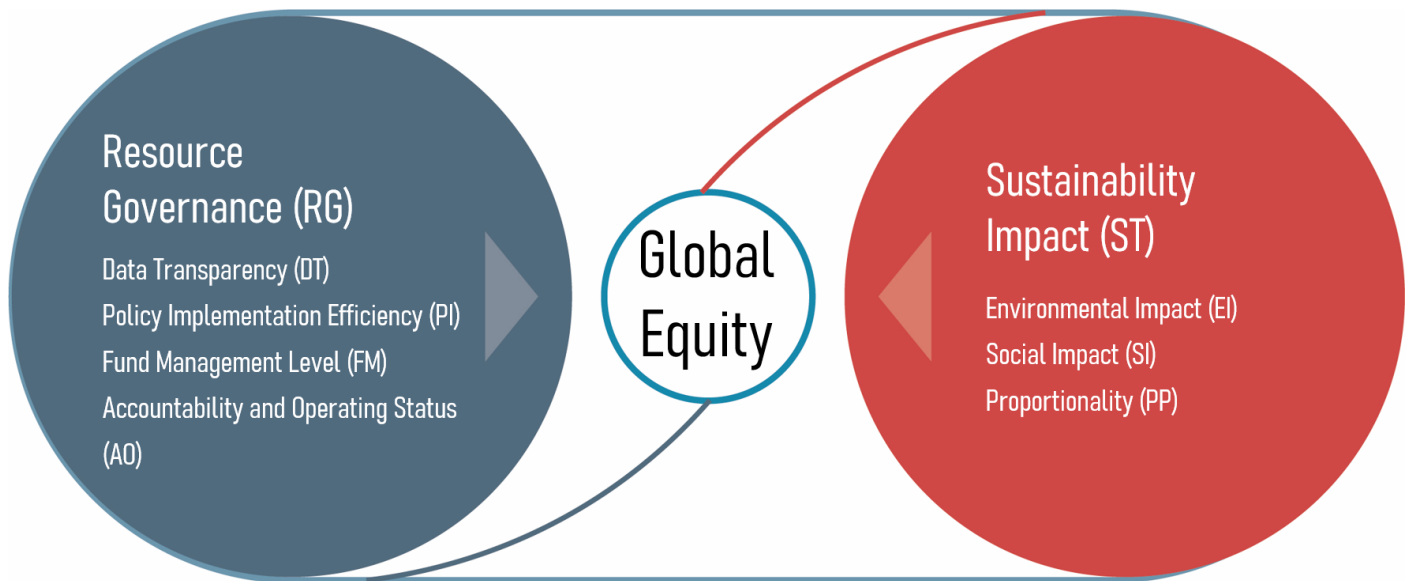 Resource
Governance (RG)
Data Transparency (DT)
Policy Implementation Efficiency (PI)
Fund Management Level (FM)
Accountability and Operating Status
(AO)
Global
Equity
Sustainability
Impact (ST)
Environmental Impact (EI)
Social Impact (SI)
Proportionality (PP)